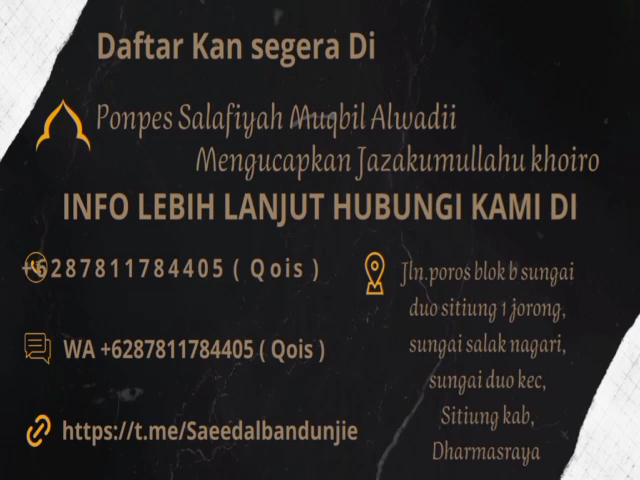 Daftar Kan segera Di
Ponpes Salafiyah Muqbil Alwadii
Mengucapkan Jazakumullahu khoiro
INFO LEBIH LANJUT HUBUNGI KAMI DI
+6287811784405 ( Qois )
WA +6287811784405 ( Qois )
https://t.me/Saeedalbandunjie
Jln.poros blok b sungai
duo sitiung 1 jorong,
sungai salak nagari,
sungai duo kec,
Sitiung kab,
Dharmasraya